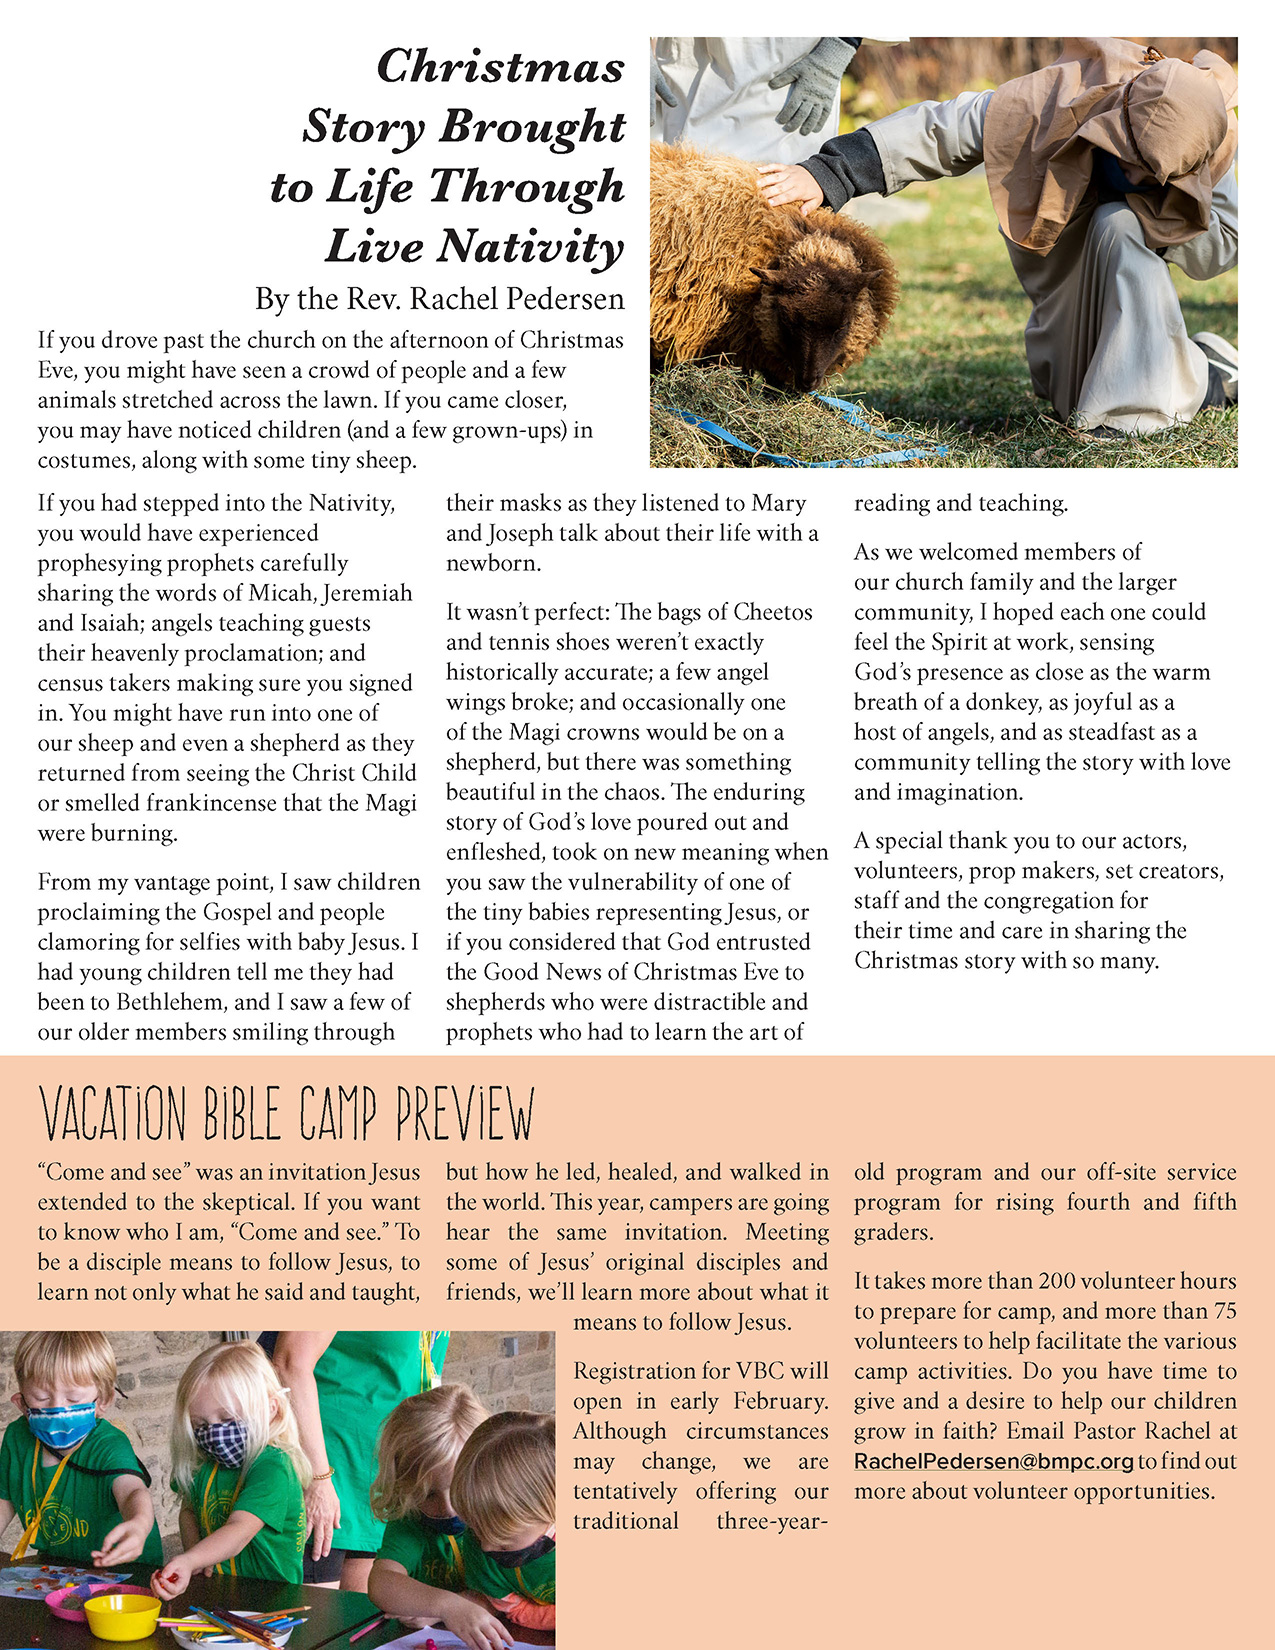 Christmas
Story Brought
to Life Through
Live Nativity
By the Rev. Rachel Pedersen
If you drove past the church on the afternoon of Christmas
Eve, you might have seen a crowd of people and a few
animals stretched across the lawn. If you came closer,
you may have noticed children (and a few grown-ups) in
costumes, along with some tiny sheep.
If you had stepped into the Nativity,
you would have experienced
prophesying prophets carefully
sharing the words of Micah, Jeremiah
and Isaiah; angels teaching guests
their heavenly proclamation; and
census takers making sure you signed
in. You might have run into one of
our sheep and even a shepherd as they
returned from seeing the Christ Child
or smelled frankincense that the Magi
were burning.
From my vantage point, I saw children
proclaiming the Gospel and people
clamoring for selfies with baby Jesus. I
had young children tell me they had
been to Bethlehem, and I saw a few of
our older members smiling through
their masks as they listened to Mary
and Joseph talk about their life with a
newborn.
It wasn’t perfect: The bags of Cheetos
and tennis shoes weren’t exactly
historically accurate; a few angel
wings broke; and occasionally one
of the Magi crowns would be on a
shepherd, but there was something
beautiful in the chaos. The enduring
story of God’s love poured out and
enfleshed, took on new meaning when
you saw the vulnerability of one of
the tiny babies representing Jesus, or
if you considered that God entrusted
the Good News of Christmas Eve to
shepherds who were distractible and
prophets who had to learn the art of
reading and teaching.
As we welcomed members of
our church family and the larger
community, I hoped each one could
feel the Spirit at work, sensing
God’s presence as close as the warm
breath of a donkey, as joyful as a
host of angels, and as steadfast as a
community telling the story with love
and imagination.
A special thank you to our actors,
volunteers, prop makers, set creators,
staff and the congregation for
their time and care in sharing the
Christmas story with so many.
VACATION BIBLE CAMP PREVIEW
“Come and see” was an invitation Jesus
extended to the skeptical. If you want
to know who I am, “Come and see.” To
be a disciple means to follow Jesus, to
learn not only what he said and taught,
but how he led, healed, and walked in
the world. This year, campers are going
hear the same invitation. Meeting
some of Jesus’ original disciples and
friends, we’ll learn more about what it
means to follow Jesus.
Registration for VBC will
open in early February.
Although circumstances
may change, we are
tentatively offering our
traditional three-year-
old program and our off-site service
program for rising fourth and fifth
graders.
It takes more than 200 volunteer hours
to prepare for camp, and more than 75
volunteers to help facilitate the various
camp activities. Do you have time to
give and a desire to help our children
grow in faith? Email Pastor Rachel at
RachelPedersen@bmpc.org to find out
more about volunteer opportunities.